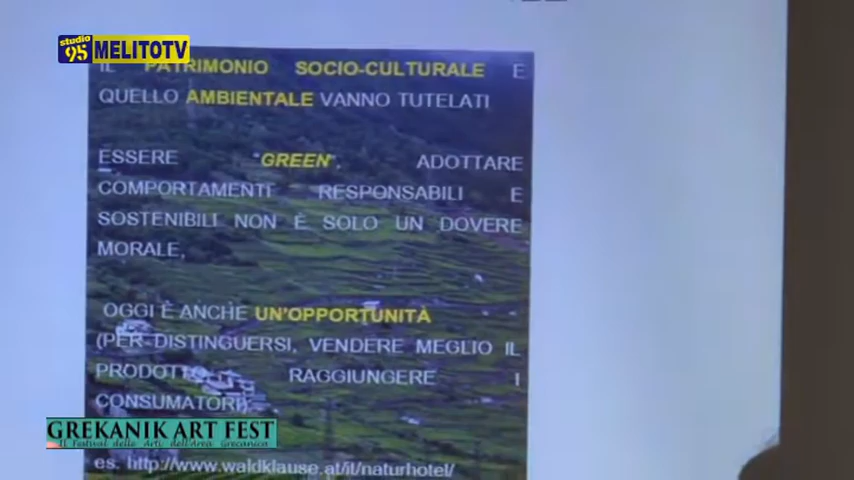 studio
95 MELITOTV
IL PATRIMONIO SOCIO-CULTURALE E
QUELLO AMBIENTALE VANNO TUTELATI
ESSERE "GREEN", ADOTTARE
COMPORTAMENTI RESPONSABILI E
SOSTENIBILI NON È SOLO UN DOVERE
MORALE,
OGGI È ANCHE UN'OPPORTUNITÀ
(PER DISTINGUERSI, VENDERE MEGLIO IL
PRODOTTO, RAGGIUNGERE I
CONSUMATORI)
GREKANIK ART FEST
Il Festival delle Arti dell'Area Grecanica
es. http://www.waldklause.at/it/naturhotel/